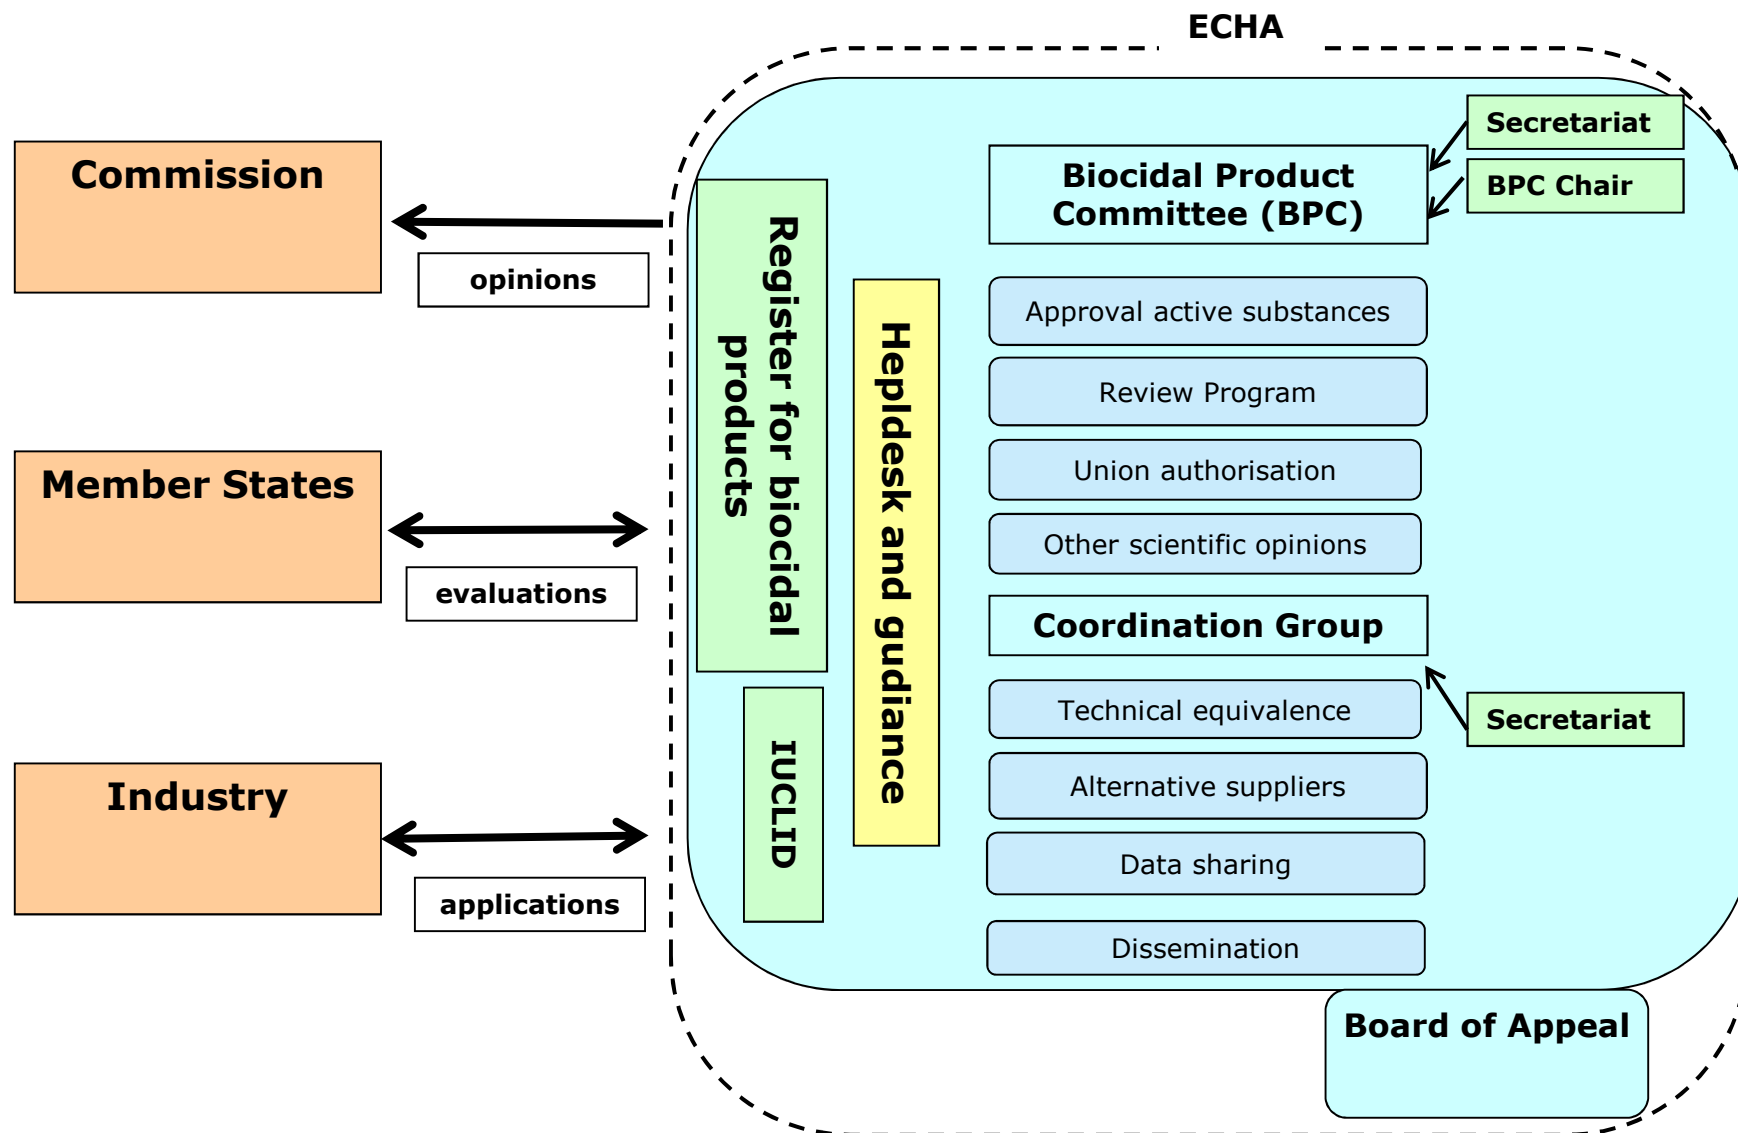 ECHA
Commission
opinions
Member States
evaluations
Industry
applications
Register for biocidal
products
IUCLID
Hepldesk and gudiance
Biocidal Product
Committee (BPC)
Secretariat
BPC Chair
Approval active substances
Review Program
Union authorisation
Other scientific opinions
Coordination Group
Secretariat
Technical equivalence
Alternative suppliers
Data sharing
Dissemination
Board of Appeal